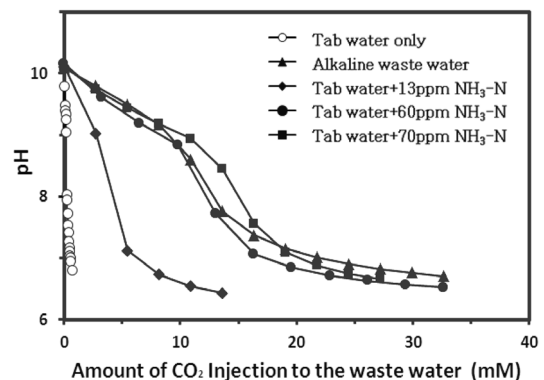 Tab water only
Alkaline waste water
Tab water+13ppm NH₃-N
Tab water+60ppm NH₃-N
Tab water+70ppm NH₃-N
10
8
6
pH
0 10 20 30 40
Amount of CO₂ Injection to the waste water (mM)